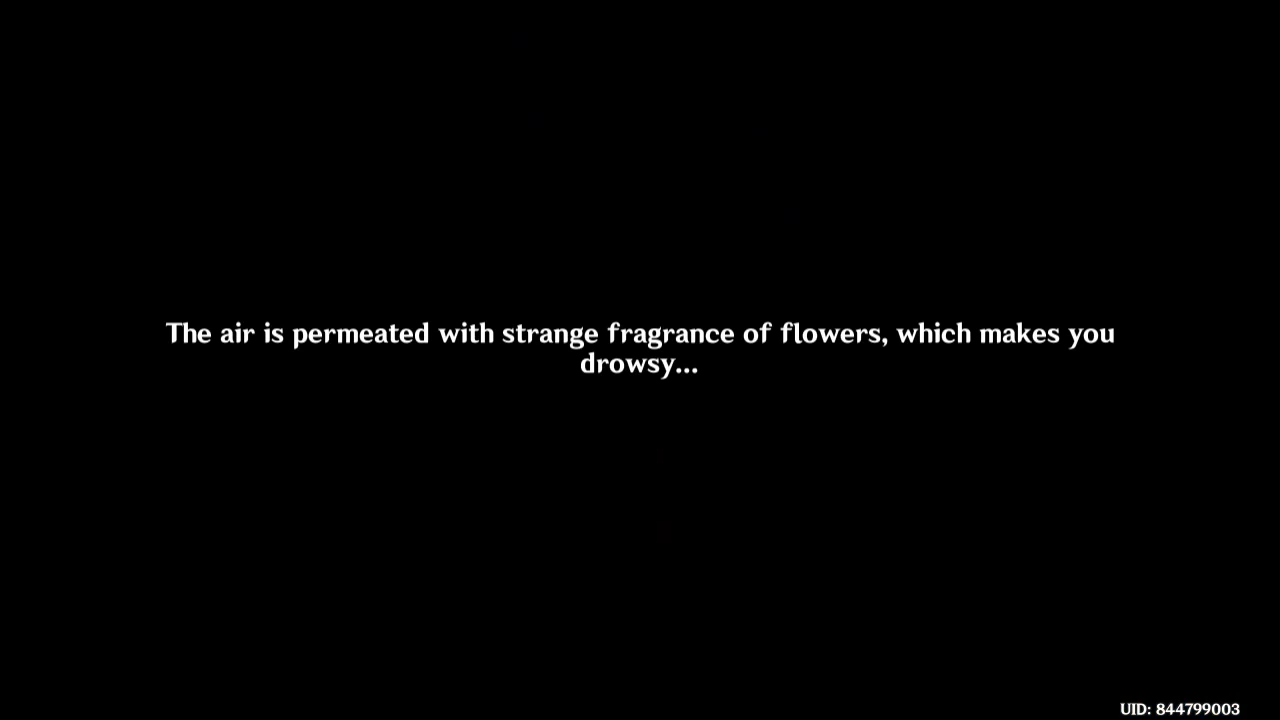 The air is permeated with strange fragrance of flowers, which makes you
drowsy...
UID: 844799003